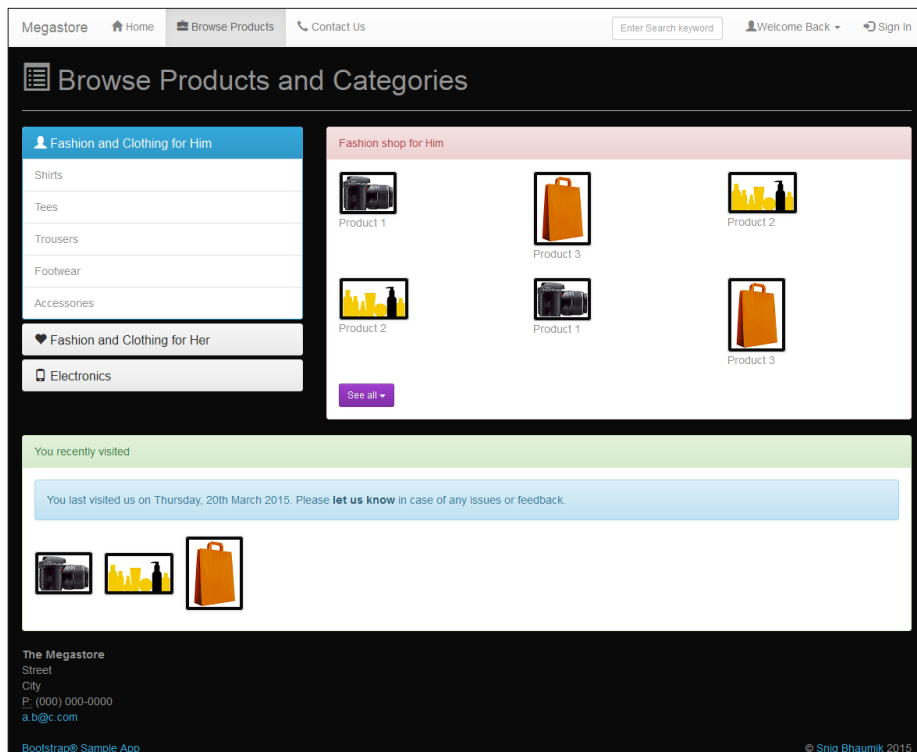 Megastore Home Browse Products Contact Us Enter Search keyword Welcome Back Sign In
Browse Products and Categories
Fashion and Clothing for Him
Shirts
Tees
Trousers
Footwear
Accessories
Fashion and Clothing for Her
Electronics
Fashion shop for Him
Product 1
Product 3
Product 2
Product 2
Product 1
Product 3
See all
You recently visited
You last visited us on Thursday, 20th March 2015. Please let us know in case of any issues or feedback.
The Megastore
Street
City
P: (000) 000-0000
a.b@c.com
Bootstrap® Sample App © Snig Bhaumik 2015